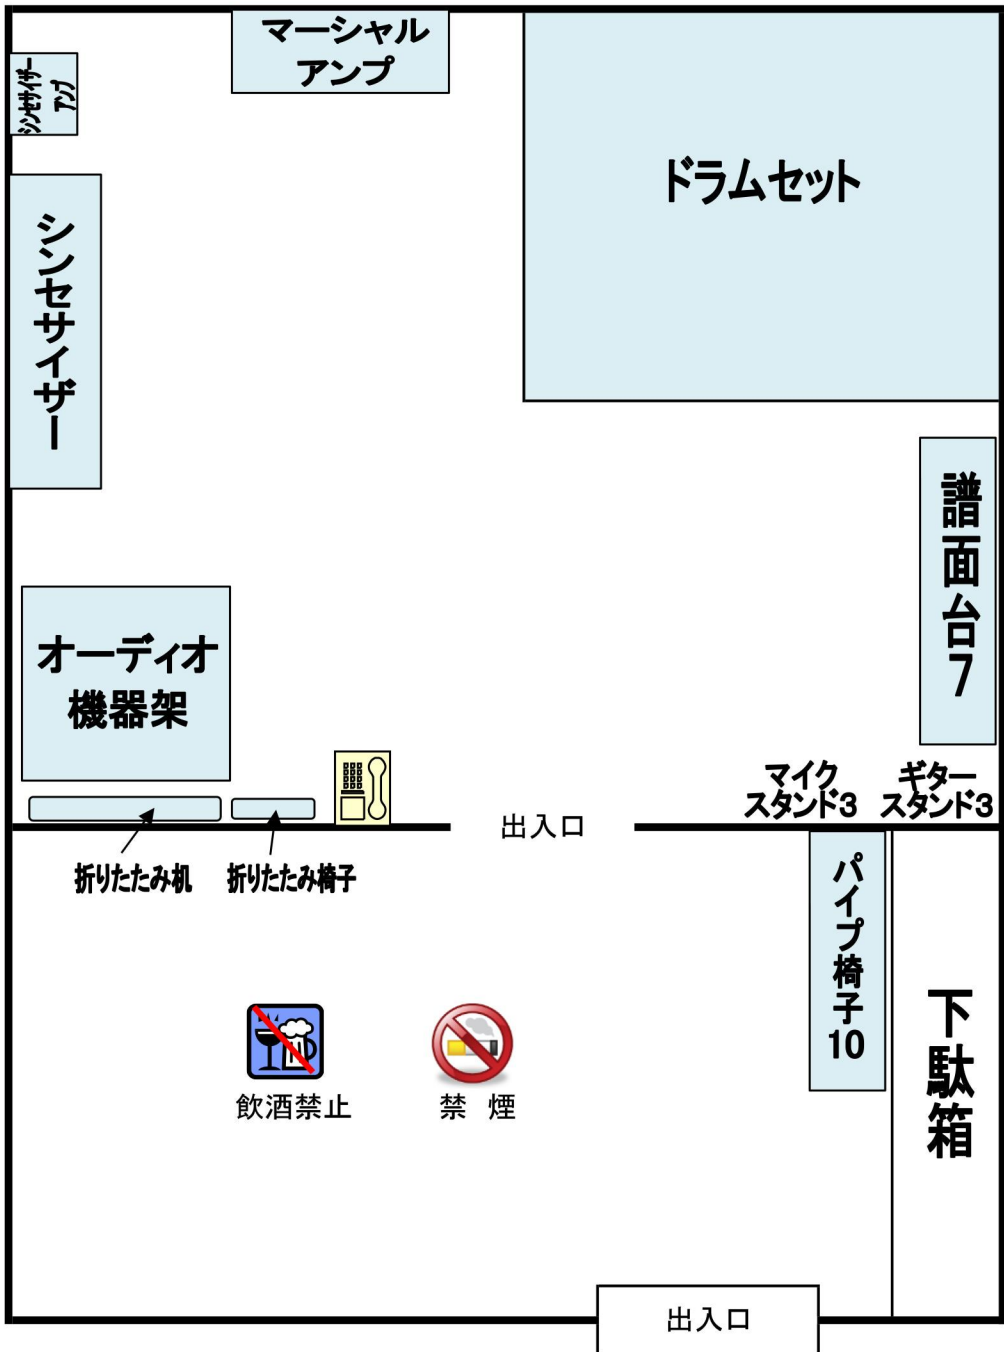 マーシャル
アンプ
シンセサイザー
アンプ
ドラムセット
シンセサイザー
譜面台7
オーディオ
機器架
マイク
スタンド3
ギター
スタンド3
出入口
折りたたみ机
折りたたみ椅子
パイプ椅子10
下駄箱
飲酒禁止
禁 煙
出入口